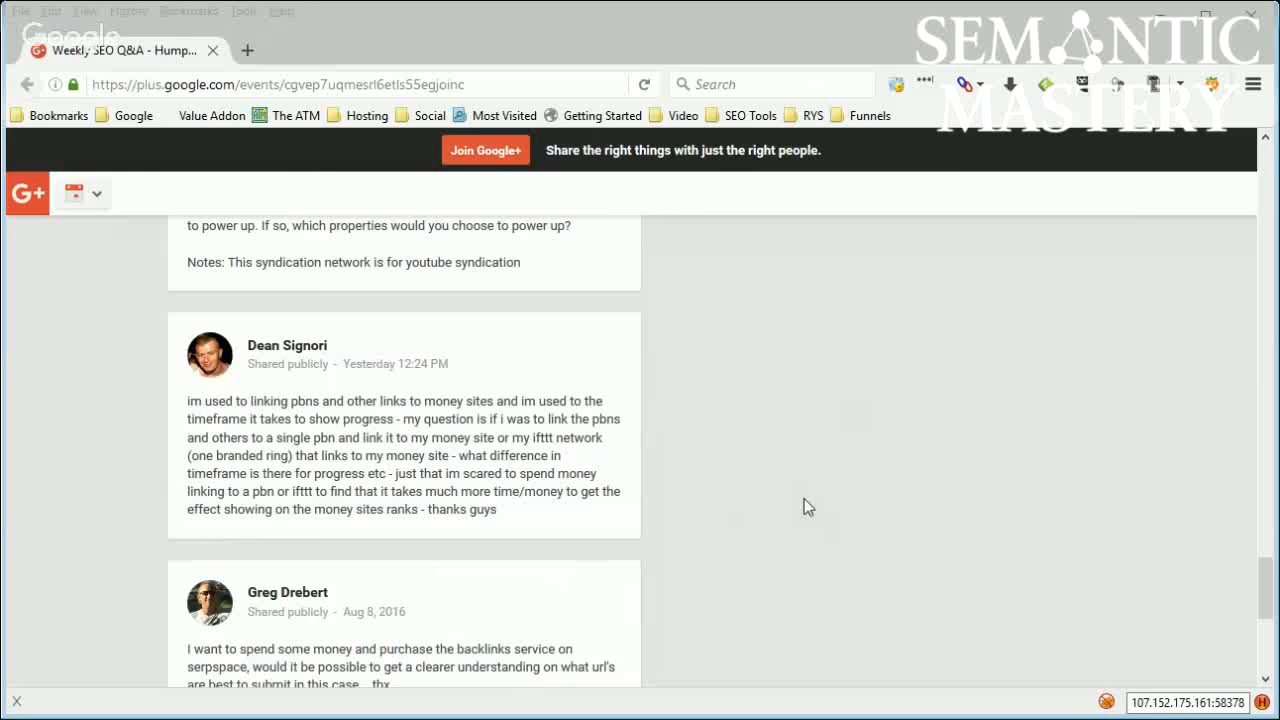 File Edit View History Bookmarks Tools Help
Google
SEMANTIC
MASTERY
Weekly SEO Q&A - Hump...
https://plus.google.com/events/cgvep7uqmesrl6etls55egjoinc
Search
Bookmarks Google Value Addon The ATM Hosting Social Most Visited Getting Started Video SEO Tools RYS Funnels
Join Google+ Share the right things with just the right people.
G+
to power up. If so, which properties would you choose to power up?
Notes: This syndication network is for youtube syndication
Dean Signori
Shared publicly - Yesterday 12:24 PM
im used to linking pbns and other links to money sites and im used to the
timeframe it takes to show progress - my question is if i was to link the pbns
and others to a single pbn and link it to my money site or my ifttt network
(one branded ring) that links to my money site - what difference in
timeframe is there for progress etc - just that im scared to spend money
linking to a pbn or ifttt to find that it takes much more time/money to get the
effect showing on the money sites ranks - thanks guys
Greg Drebert
Shared publicly - Aug 8, 2016
I want to spend some money and purchase the backlinks service on
serpspace, would it be possible to get a clearer understanding on what url's
are best to submit in this case... thx
X
107.152.175.161:58378